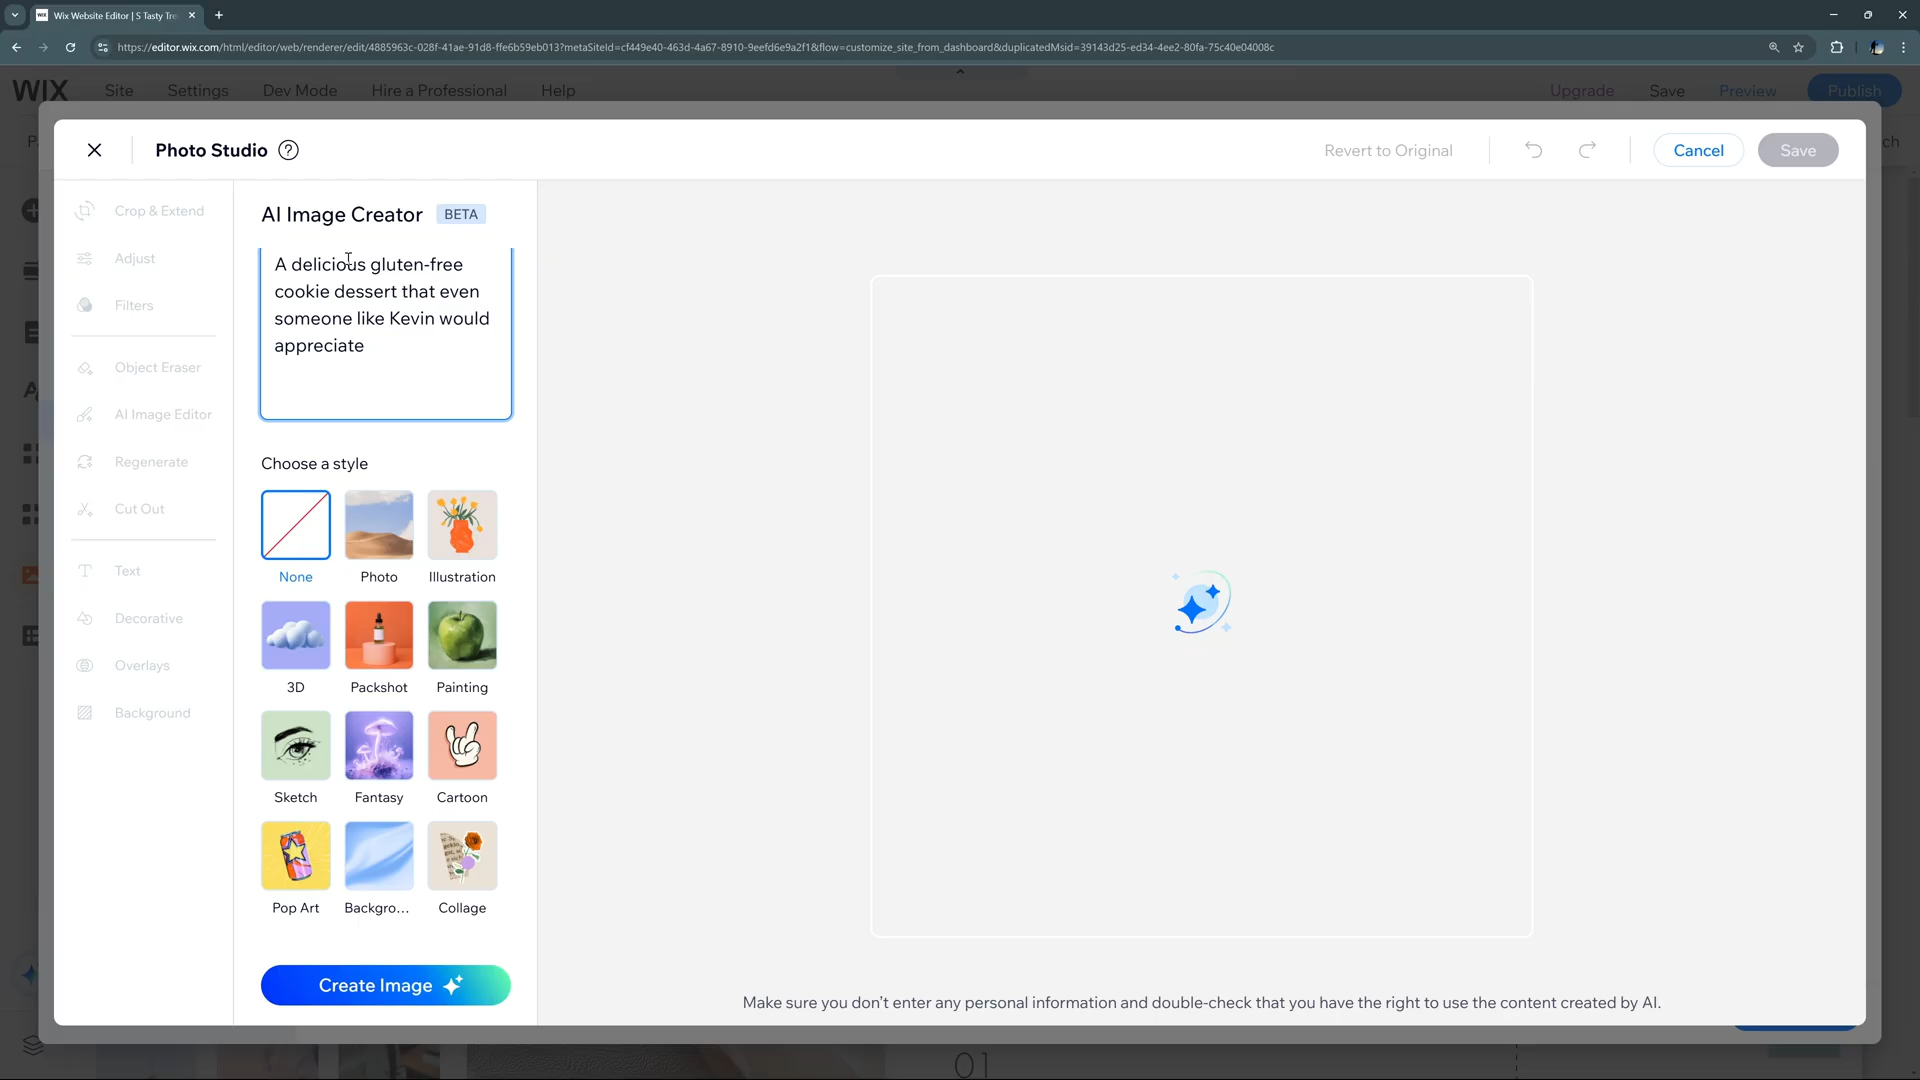 Wix Website Editor | S Tasty Tre
https://editor.wix.com/html/editor/web/renderer/edit/4885963c-028f-41ae-91d8-ffe6b59eb013?metaSiteId=cf449e40-463d-4a67-8910-9eefd6e9a2f1&flow=customize_site_from_dashboard&duplicatedMsid=39143d25-ed34-4ee2-80fa-75c40e04008c
WIX Site Settings Dev Mode Hire a Professional Help Upgrade Save Preview Publish
Photo Studio ? Revert to Original Cancel Save
Crop & Extend
Adjust
Filters
Object Eraser
AI Image Editor
Regenerate
Cut Out
Text
Decorative
Overlays
Background
AI Image Creator BETA
A delicious gluten-free
cookie dessert that even
someone like Kevin would
appreciate
Choose a style
None Photo Illustration
3D Packshot Painting
Sketch Fantasy Cartoon
Pop Art Backgro... Collage
Create Image
Make sure you don't enter any personal information and double-check that you have the right to use the content created by AI.
01